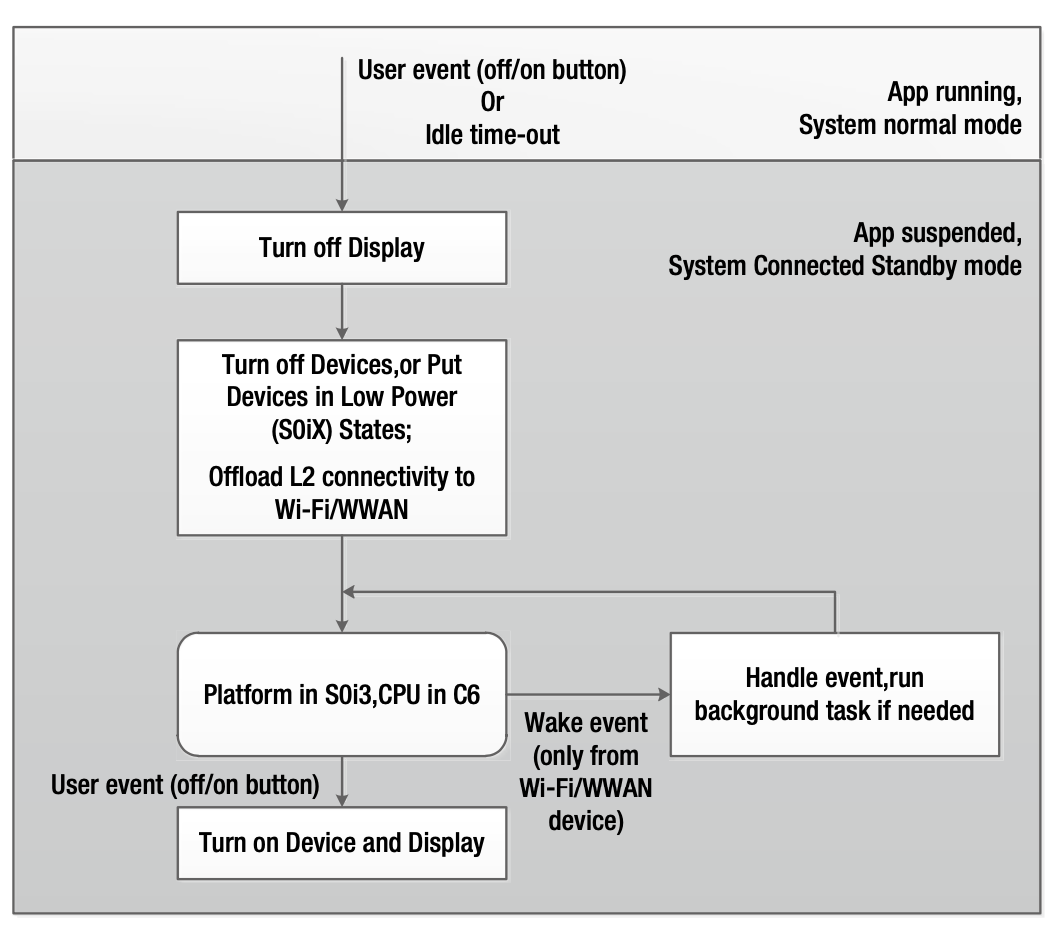 User event (off/on button)
Or
Idle time-out
App running,
System normal mode
Turn off Display
App suspended,
System Connected Standby mode
Turn off Devices,or Put
Devices in Low Power
(S0iX) States;
Offload L2 connectivity to
Wi-Fi/WWAN
Platform in S0i3,CPU in C6
Handle event,run
background task if needed
Wake event
(only from
Wi-Fi/WWAN
device)
User event (off/on button)
Turn on Device and Display